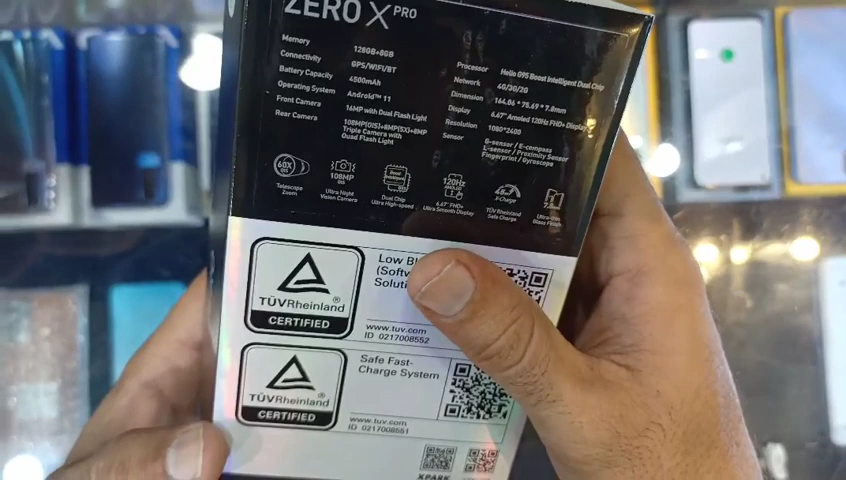 ZERO X PRO
Memory 128GB+8GB
Connectivity GPS/WIFI/BT
Battery Capacity 4500mAh
Operating System Android™ 11
Front Camera 16MP with Dual Flash Light
Rear Camera 108MP(OIS)+8MP(5X)+8MP
Triple Camera with
Quad Flash Light
Processor Helio G95 Boost Intelligent Dual Chip
Network 4G/3G/2G
Dimension 164.06 * 75.69 * 7.8mm
Display 6.67" Amoled 120Hz FHD+ Display
Resolution 1080*2400
Sensor G-sensor / E-compass
L-sensor / Proximity Sensor
Fingerprint / Gyroscope
60X
Telescope
Zoom
108MP
OIS
Ultra Night
Vision Camera
Dual Chip
Ultra High-speed
120Hz
AMOLED
6.67" FHD+
Ultra Smooth Display
X-Charge
TÜV Rheinland
Safe Charge
Ultra-thin
Glass Finish
TÜVRheinland®
CERTIFIED
Low
Solut
www.tuv.com
ID 0217008552
TÜVRheinland®
CERTIFIED
Safe Fast-
Charge System
www.tuv.com
ID 0217008551
XPARK